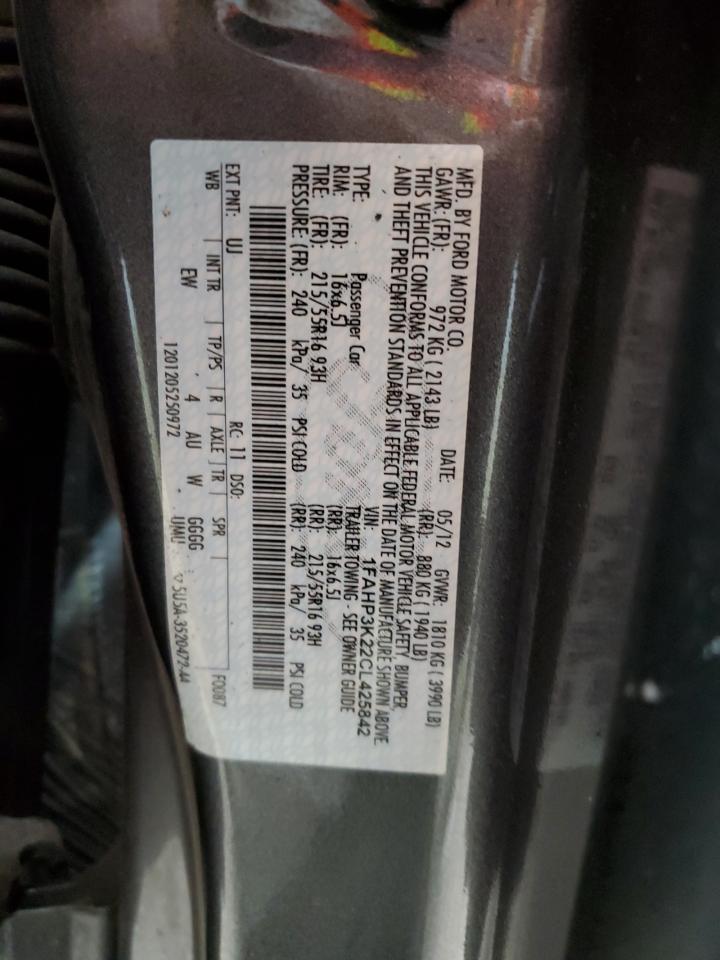 MFD. BY FORD MOTOR CO.
DATE: 05/12 GVWR: 1810 KG ( 3990 LB)
GAWR: (FR): 972 KG ( 2143 LB) (RR): 880 KG ( 1940 LB)
THIS VEHICLE CONFORMS TO ALL APPLICABLE FEDERAL MOTOR VEHICLE SAFETY, BUMPER,
AND THEFT PREVENTION STANDARDS IN EFFECT ON THE DATE OF MANUFACTURE SHOWN ABOVE.
VIN: 1FAHP3K22CL425842
TYPE: Passenger Car TRAILER TOWING - SEE OWNER GUIDE
RIM: (FR): 16x6.5J (RR): 16x6.5J
TIRE: (FR): 215/55R16 93H (RR): 215/55R16 93H
PRESSURE: (FR): 240 kPa/ 35 PSI COLD (RR): 240 kPa/ 35 PSI COLD
EXT PNT: UJ RC: 11 DSO: F0087
WB INT TR TP/PS R AXLE TR SPR
EW 4 AU W GGGG
1201205250972 5U5A-3520472-AA